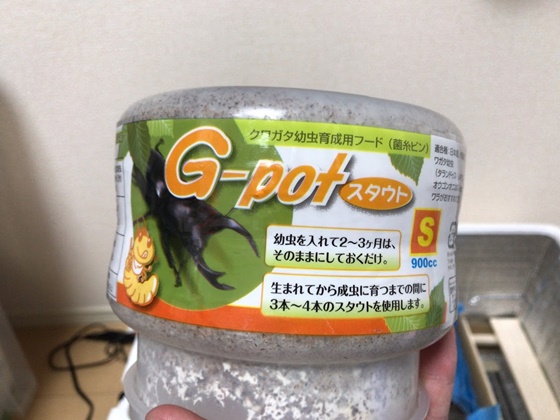 クワガタ幼虫育成用フード（菌糸ビン）
G-pot
スタウト
幼虫を入れて2〜3ヶ月は、
そのままにしておくだけ。
S
900cc
生まれてから成虫に育つまでの間に
3本〜4本のスタウトを使用します。